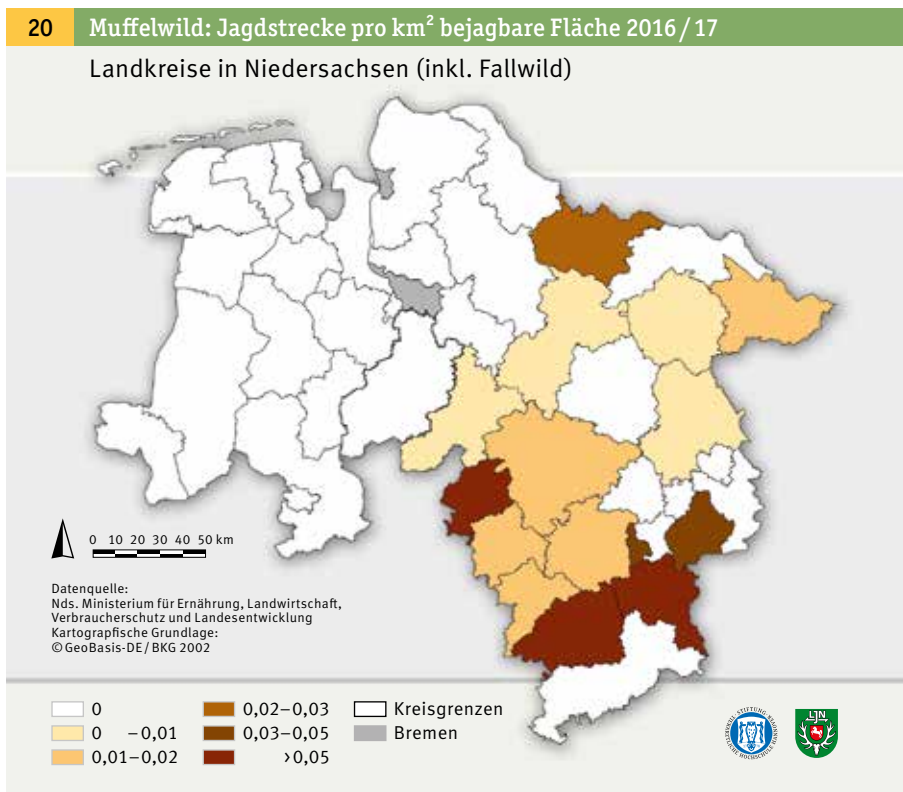 20 Muffelwild: Jagdstrecke pro km² bejagbare Fläche 2016 / 17
Landkreise in Niedersachsen (inkl. Fallwild)
0 10 20 30 40 50 km
Datenquelle:
Nds. Ministerium für Ernährung, Landwirtschaft,
Verbraucherschutz und Landesentwicklung
Kartografische Grundlage:
© GeoBasis-DE / BKG 2002
0
0 –0,01
0,01–0,02
0,02–0,03
0,03–0,05
>0,05
Kreisgrenzen
Bremen
LJN